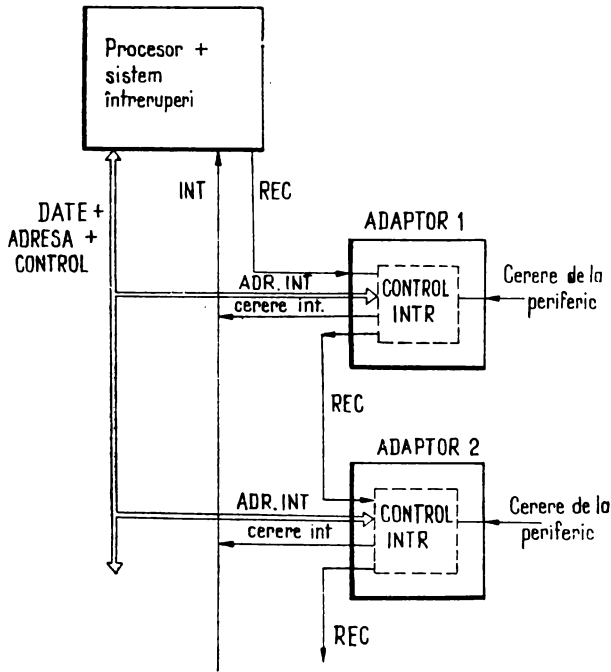 Procesor +
sistem
întreruperi
INT
REC
DATE +
ADRESA +
CONTROL
ADAPTOR 1
ADR. INT
cerere int.
CONTROL
INTR
Cerere de la
periferic
REC
ADAPTOR 2
ADR. INT
cerere int
CONTROL
INTR
Cerere de la
periferic
REC